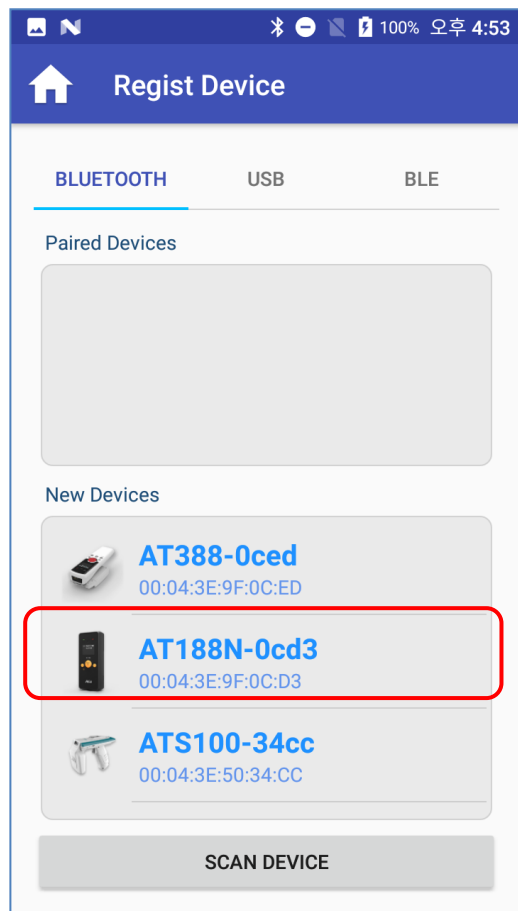 100% 오후 4:53
Regist Device
BLUETOOTH USB BLE
Paired Devices
New Devices
AT388-0ced
00:04:3E:9F:0C:ED
AT188N-0cd3
00:04:3E:9F:0C:D3
ATS100-34cc
00:04:3E:50:34:CC
SCAN DEVICE